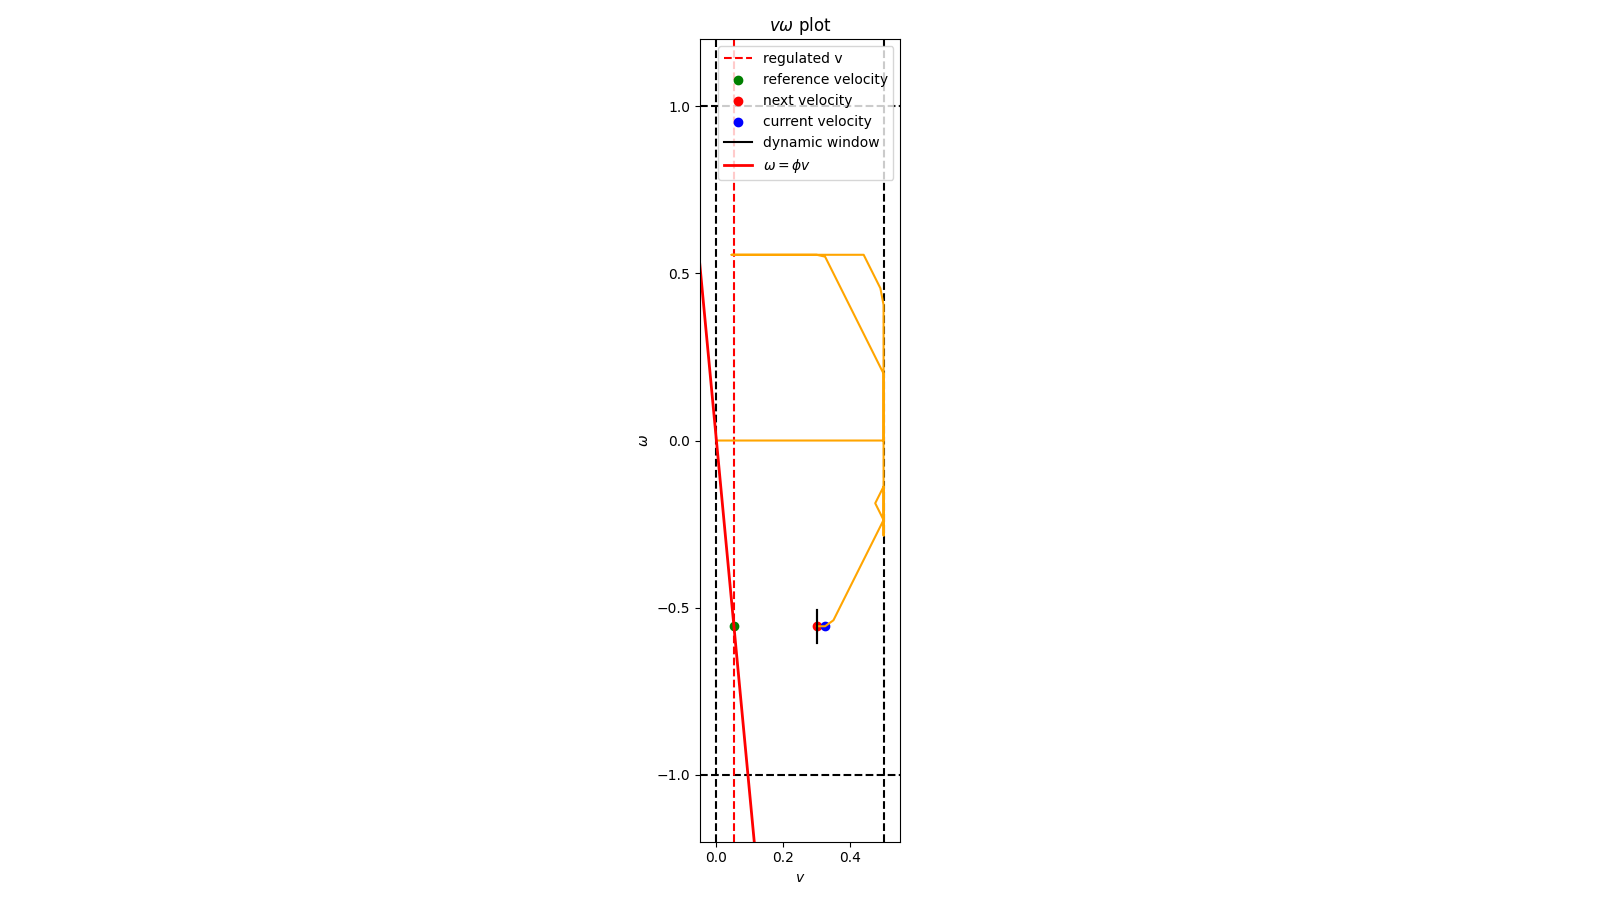 vω plot
regulated v
reference velocity
next velocity
current velocity
dynamic window
ω = ϕv
1.0
0.5
0.0
−0.5
−1.0
ω
0.0 0.2 0.4
v